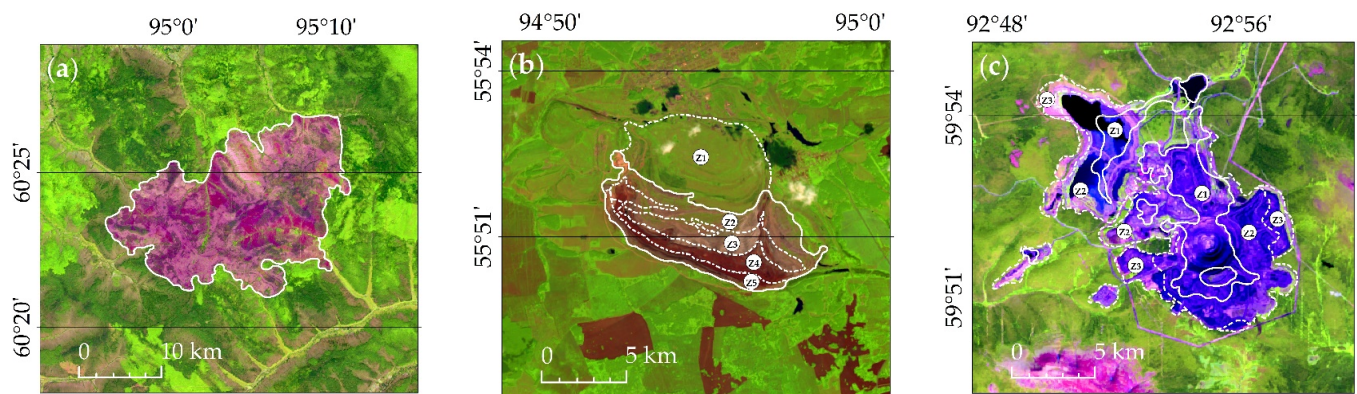 95°0' 95°10'
(a)
60°25'
60°20'
0 10 km
94°50' 95°0'
(b)
55°54'
55°51'
Z1
Z2
Z3
Z4
Z5
0 5 km
92°48' 92°56'
(c)
59°54'
59°51'
Z3
Z1
Z2
Z1
Z2
Z2
Z3
Z3
0 5 km